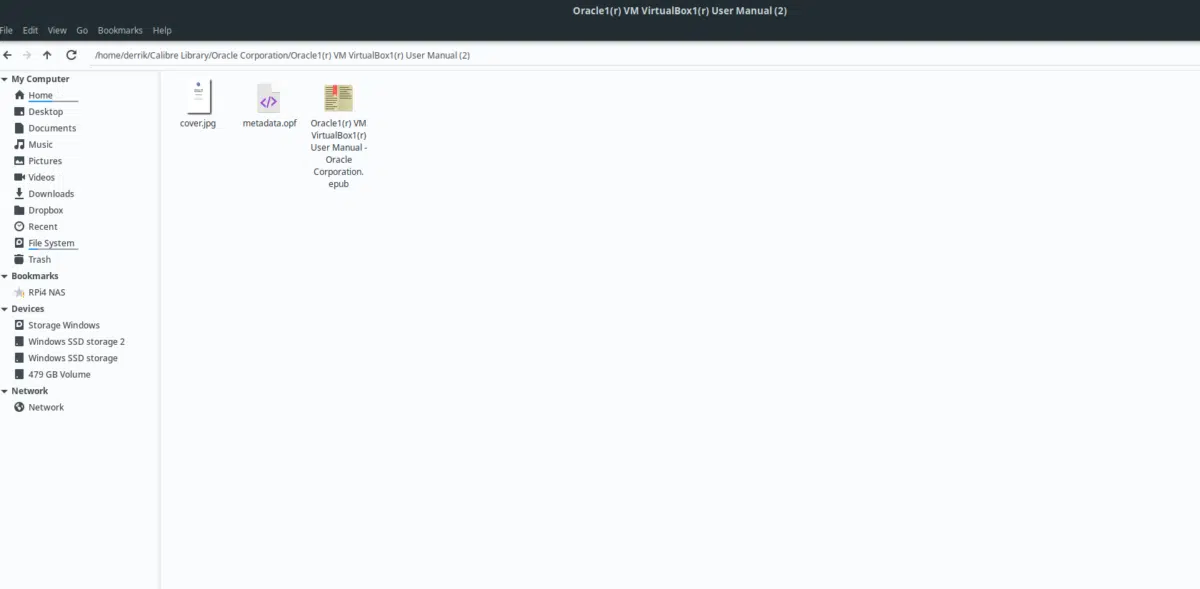 Oracle1(r) VM VirtualBox1(r) User Manual (2)
File Edit View Go Bookmarks Help
/home/derrik/Calibre Library/Oracle Corporation/Oracle1(r) VM VirtualBox1(r) User Manual (2)
My Computer
Home
Desktop
Documents
Music
Pictures
Videos
Downloads
Dropbox
Recent
File System
Trash
Bookmarks
RPi4 NAS
Devices
Storage Windows
Windows SSD storage 2
Windows SSD storage
479 GB Volume
Network
Network
cover.jpg
metadata.opf
Oracle1(r) VM
VirtualBox1(r)
User Manual -
Oracle
Corporation.
epub